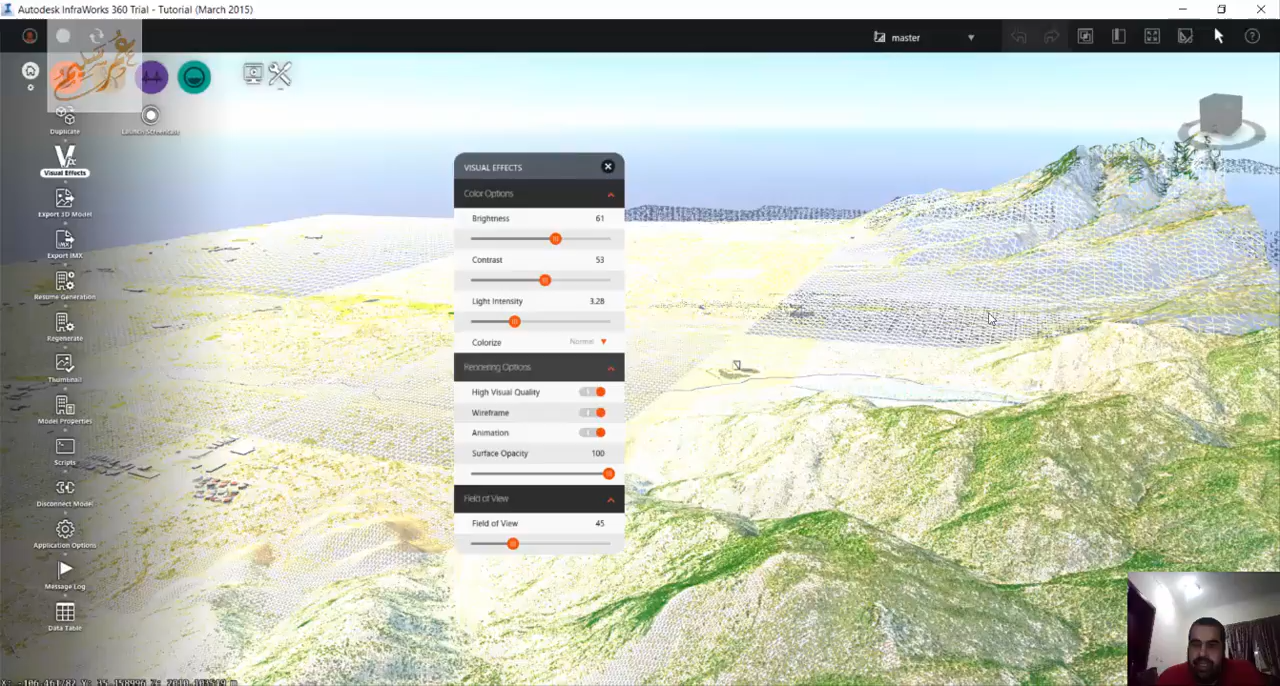 Autodesk InfraWorks 360 Trial - Tutorial (March 2015)
master
Launch Screencast
Duplicate
Visual Effects
Export 3D Model
Export IMX
Resume Generation
Regenerate
Thumbnail
Model Properties
Scripts
Disconnect Model
Application Options
Message Log
Data Table
VISUAL EFFECTS
Color Options
Brightness 61
Contrast 53
Light Intensity 3.28
Colorize Normal
Rendering Options
High Visual Quality
Wireframe
Animation
Surface Opacity 100
Field of View
Field of View 45